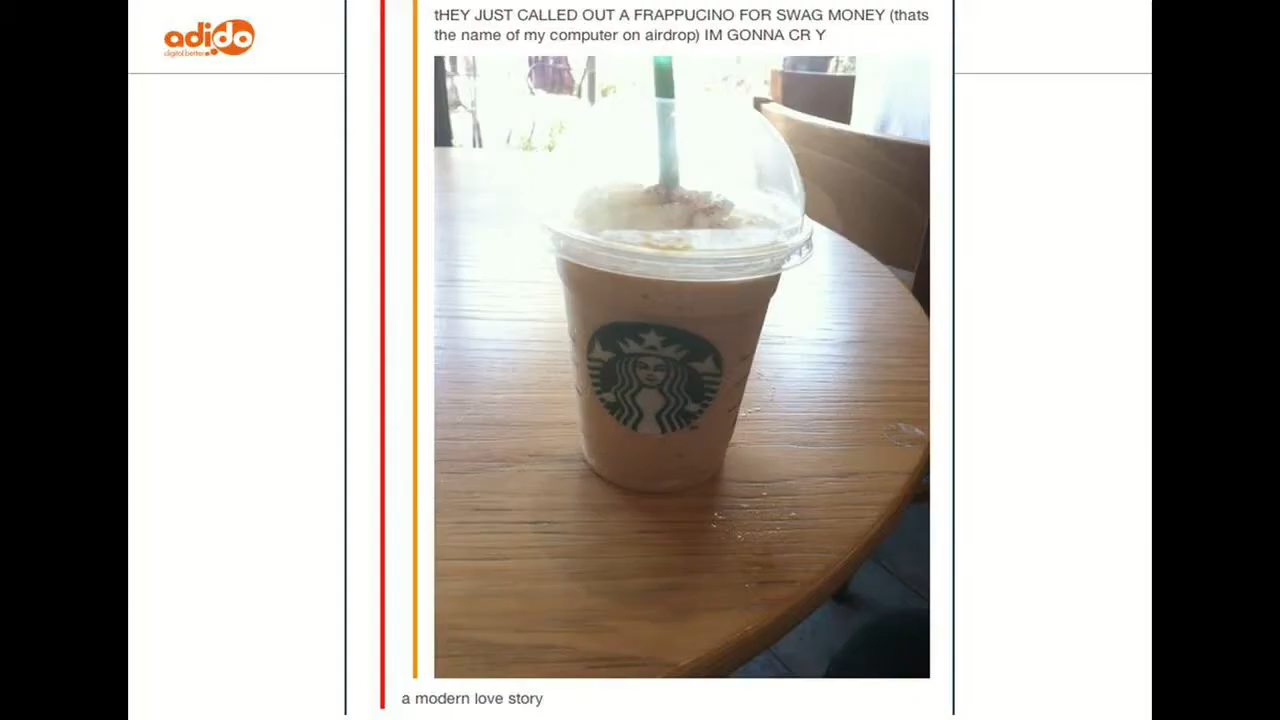 adido
digital better.
tHEY JUST CALLED OUT A FRAPPUCINO FOR SWAG MONEY (thats
the name of my computer on airdrop) IM GONNA CR Y
a modern love story